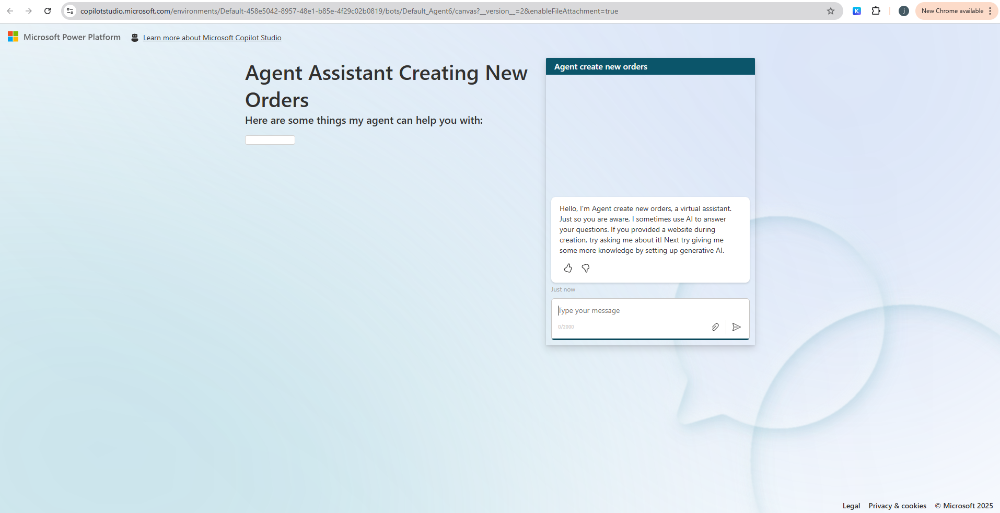 copilotstudio.microsoft.com/environments/Default-458e5042-8957-48e1-b85e-4f29c02b0819/bots/Default_Agent6/canvas?__version__=2&enableFileAttachment=true
K
j
New Chrome available
Microsoft Power Platform
Learn more about Microsoft Copilot Studio
Agent Assistant Creating New
Orders
Here are some things my agent can help you with:
Agent create new orders
Hello, I'm Agent create new orders, a virtual assistant.
Just so you are aware, I sometimes use AI to answer
your questions. If you provided a website during
creation, try asking me about it! Next try giving me
some more knowledge by setting up generative AI.
Just now
Type your message
0/2000
Legal
Privacy & cookies
© Microsoft 2025